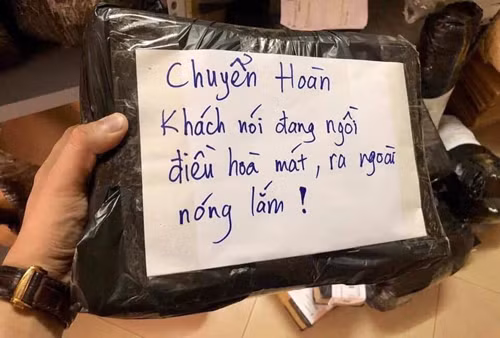 Chuyển Hoàn
Khách nói đang ngồi
điều hoà mát, ra ngoài
nóng lắm !